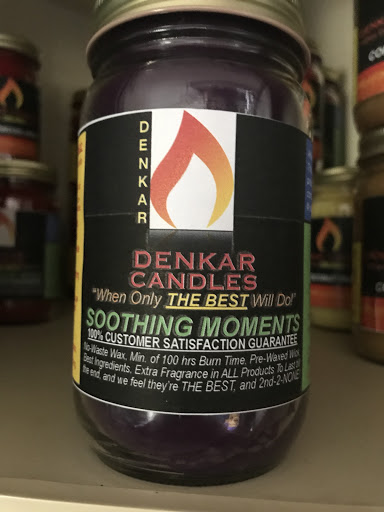 DENKAR
DENKAR
CANDLES
"When Only THE BEST Will Do!"
SOOTHING MOMENTS
100% CUSTOMER SATISFACTION GUARANTEE
No-Waste Wax, Min. of 100 hrs Burn Time, Pre-Waxed Wick,
Best Ingredients, Extra Fragrance in ALL Products To Last to
the end, and we feel they're THE BEST, and 2nd-2-NONE